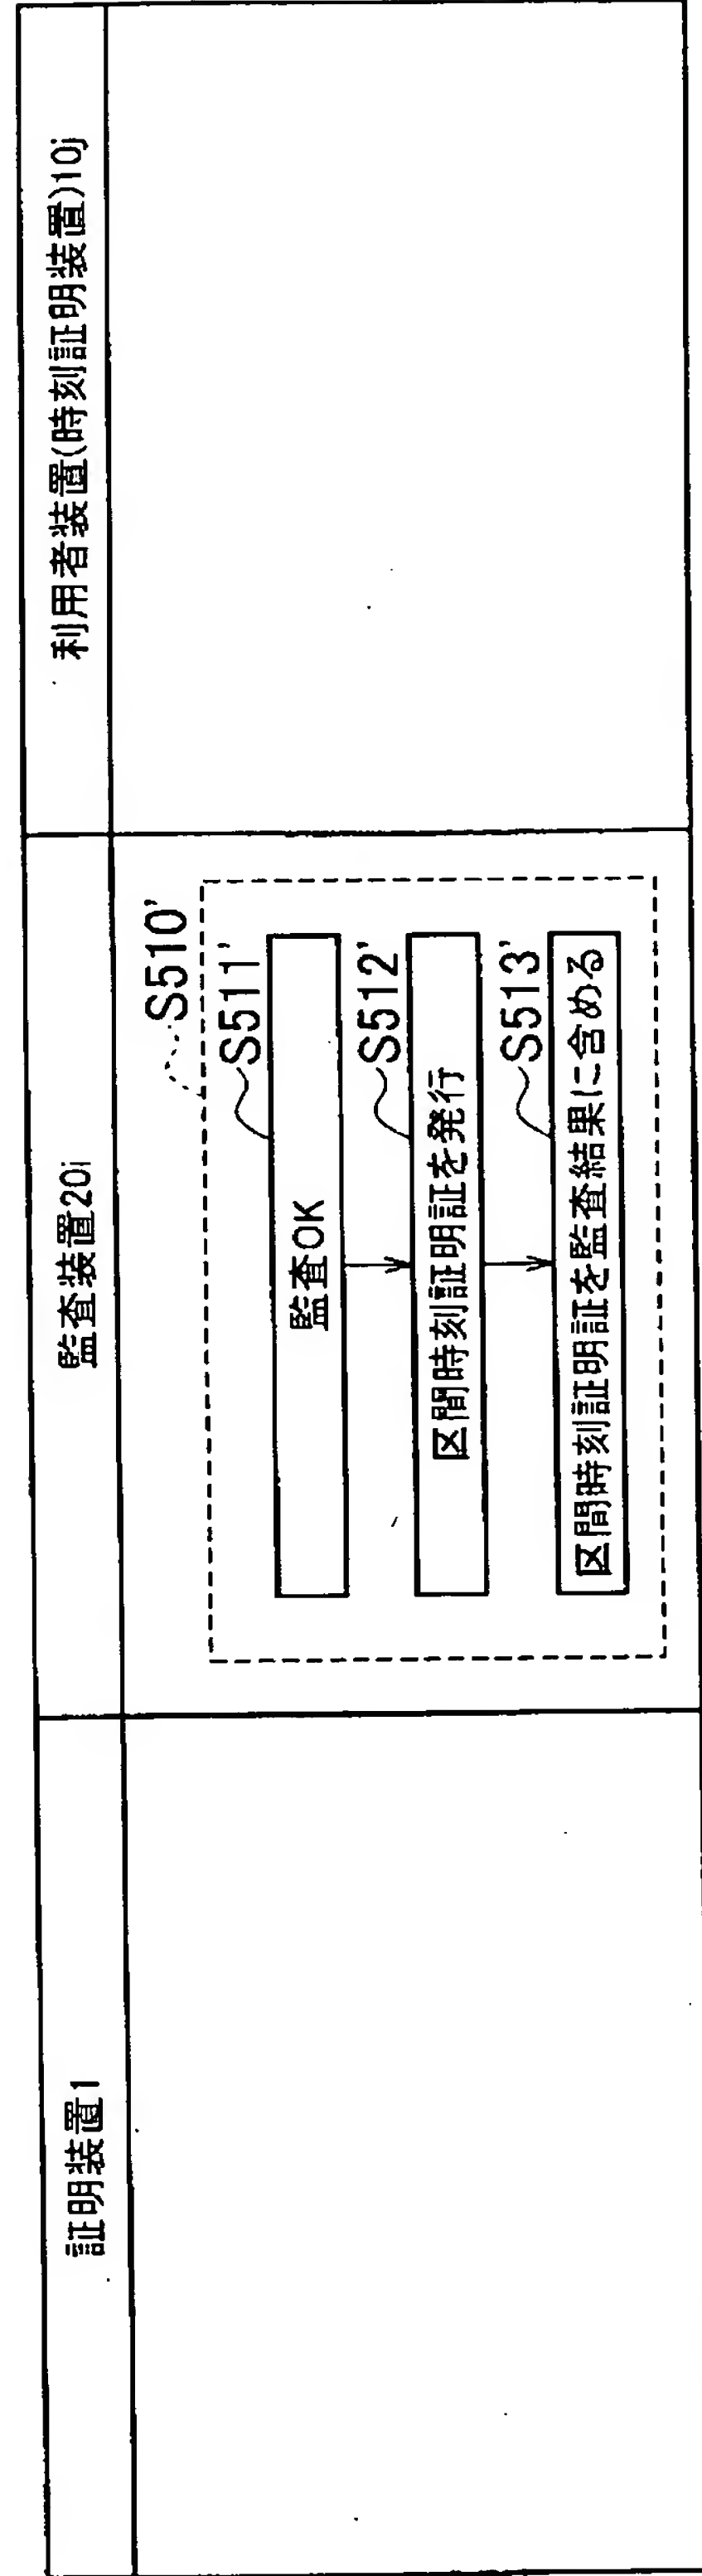 証明装置1
監査装置20i
利用者装置(時刻証明装置)10j
S510'
S511'
監査OK
S512'
区間時刻証明証を発行
S513'
区間時刻証明証を監査結果に含める